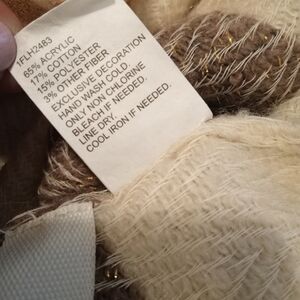 1FLH2483
65% ACRYLIC
17% COTTON
15% POLYESTER
3% OTHER FIBER
EXCLUSIVE DECORATION
HAND WASH COLD.
ONLY NON CHLORINE
BLEACH IF NEEDED.
LINE DRY.
COOL IRON IF NEEDED.